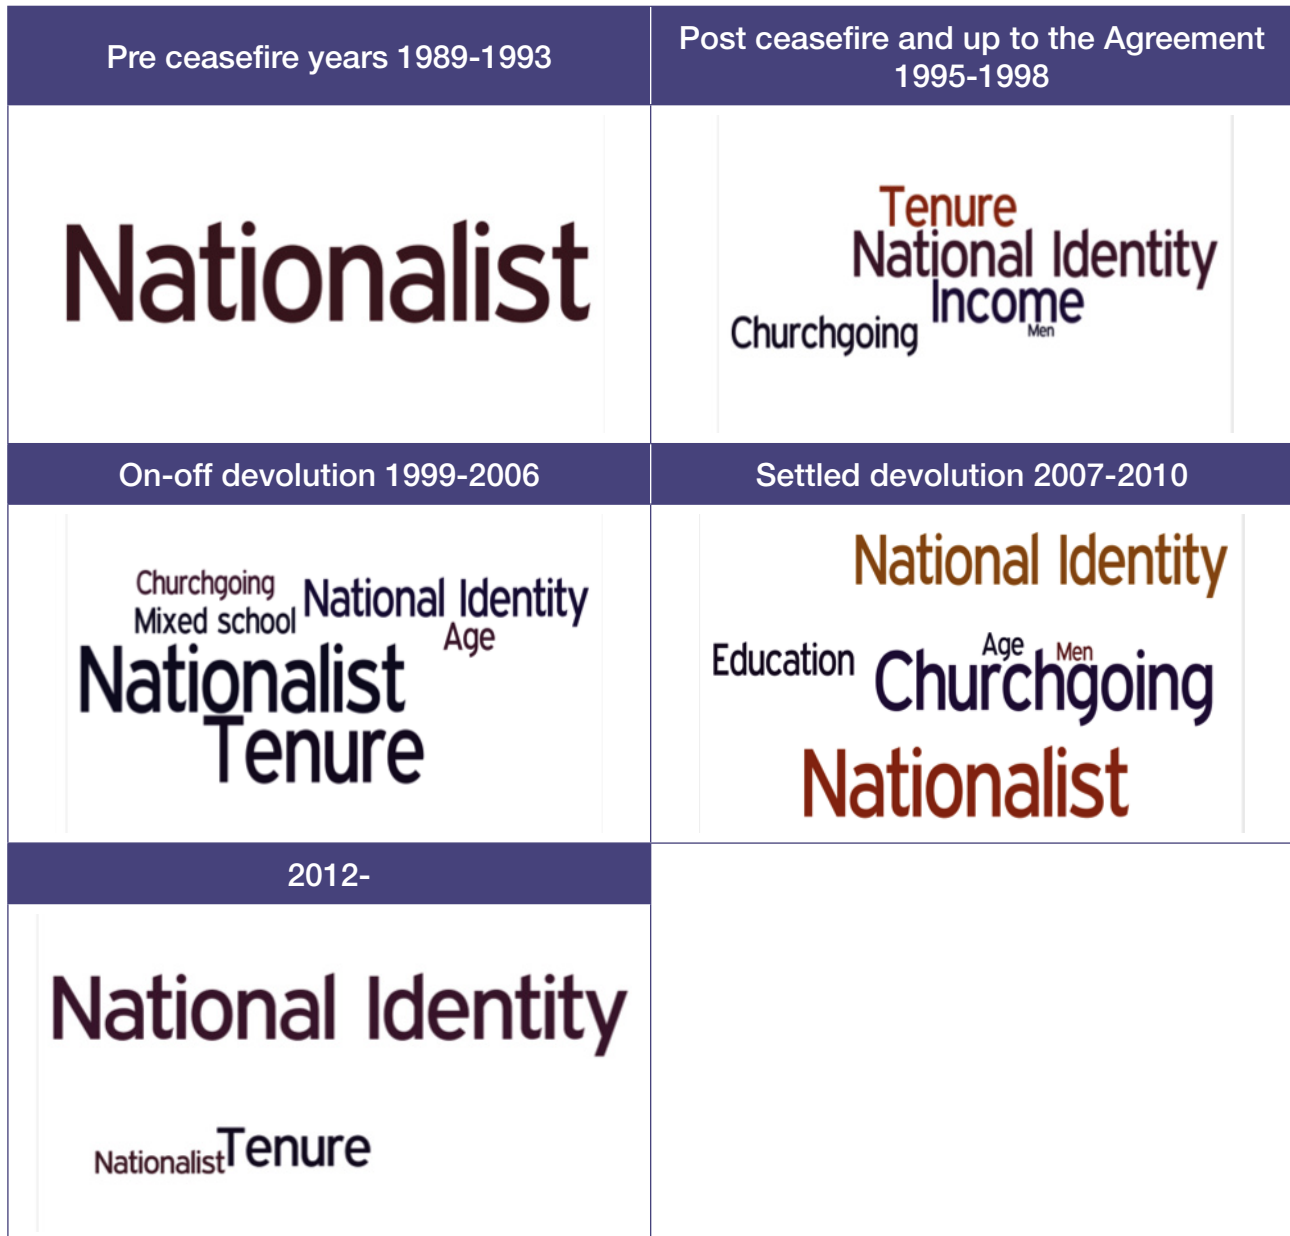 Pre ceasefire years 1989-1993
Post ceasefire and up to the Agreement
1995-1998
Nationalist
Tenure
National Identity
Income
Churchgoing
Men
On-off devolution 1999-2006
Settled devolution 2007-2010
Churchgoing
Mixed school
National Identity
Age
Nationalist
Tenure
National Identity
Education
Age
Men
Churchgoing
Nationalist
2012-
National Identity
Nationalist
Tenure